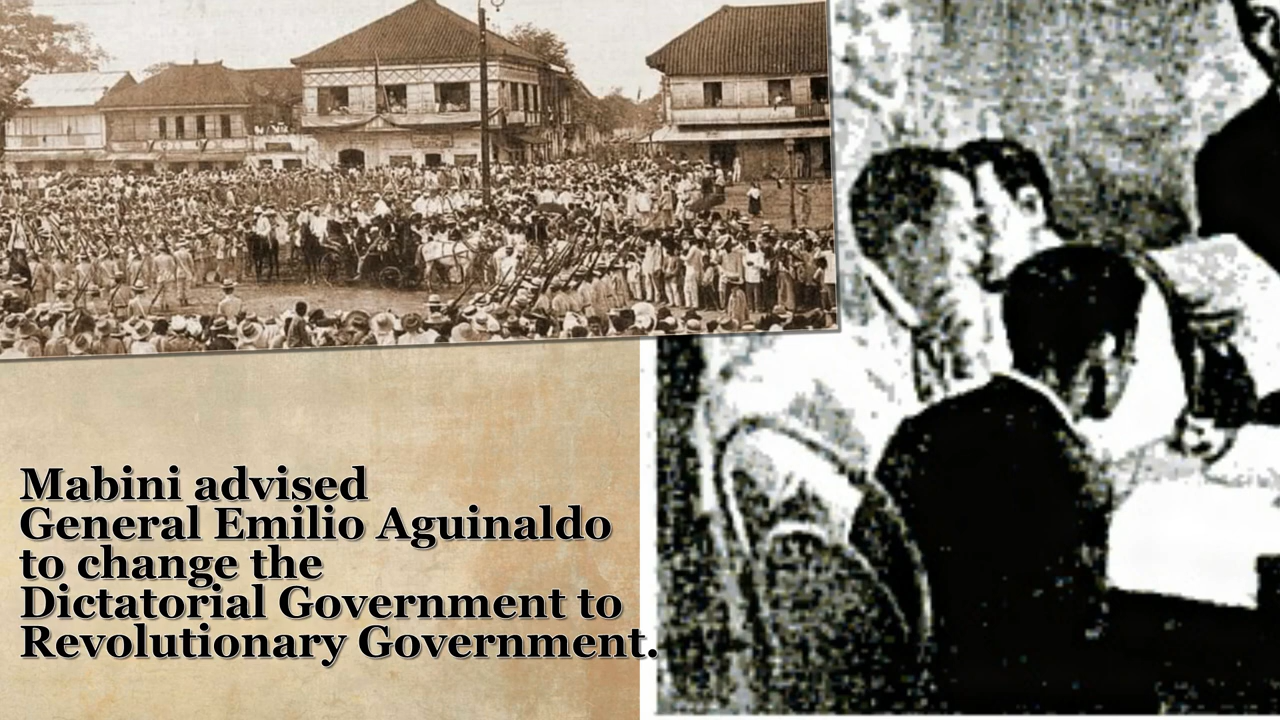 Mabini advised
General Emilio Aguinaldo
to change the
Dictatorial Government to
Revolutionary Government.